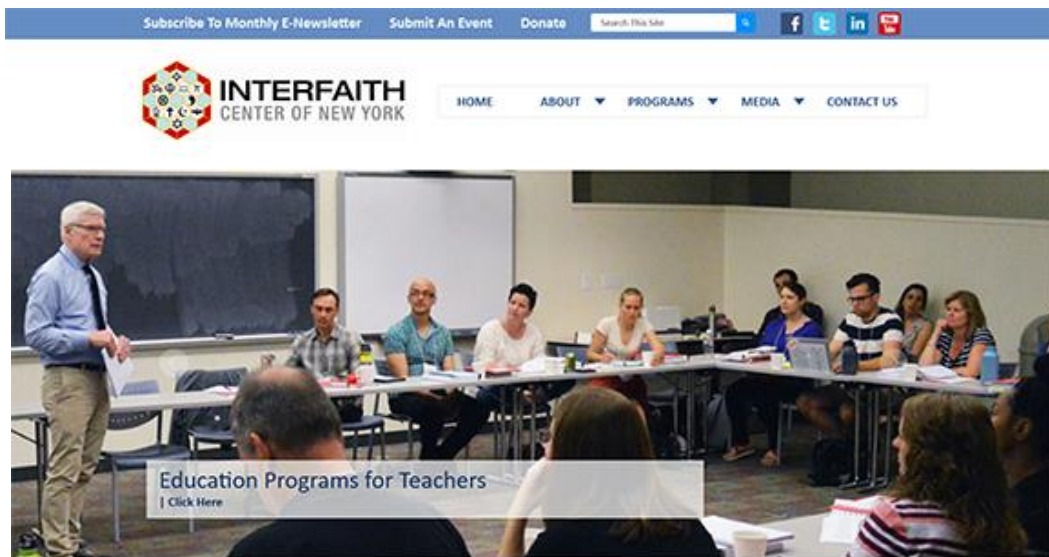 Subscribe To Monthly E-Newsletter Submit An Event Donate Search This Site
INTERFAITH
CENTER OF NEW YORK
HOME ABOUT PROGRAMS MEDIA CONTACT US
Education Programs for Teachers
| Click Here